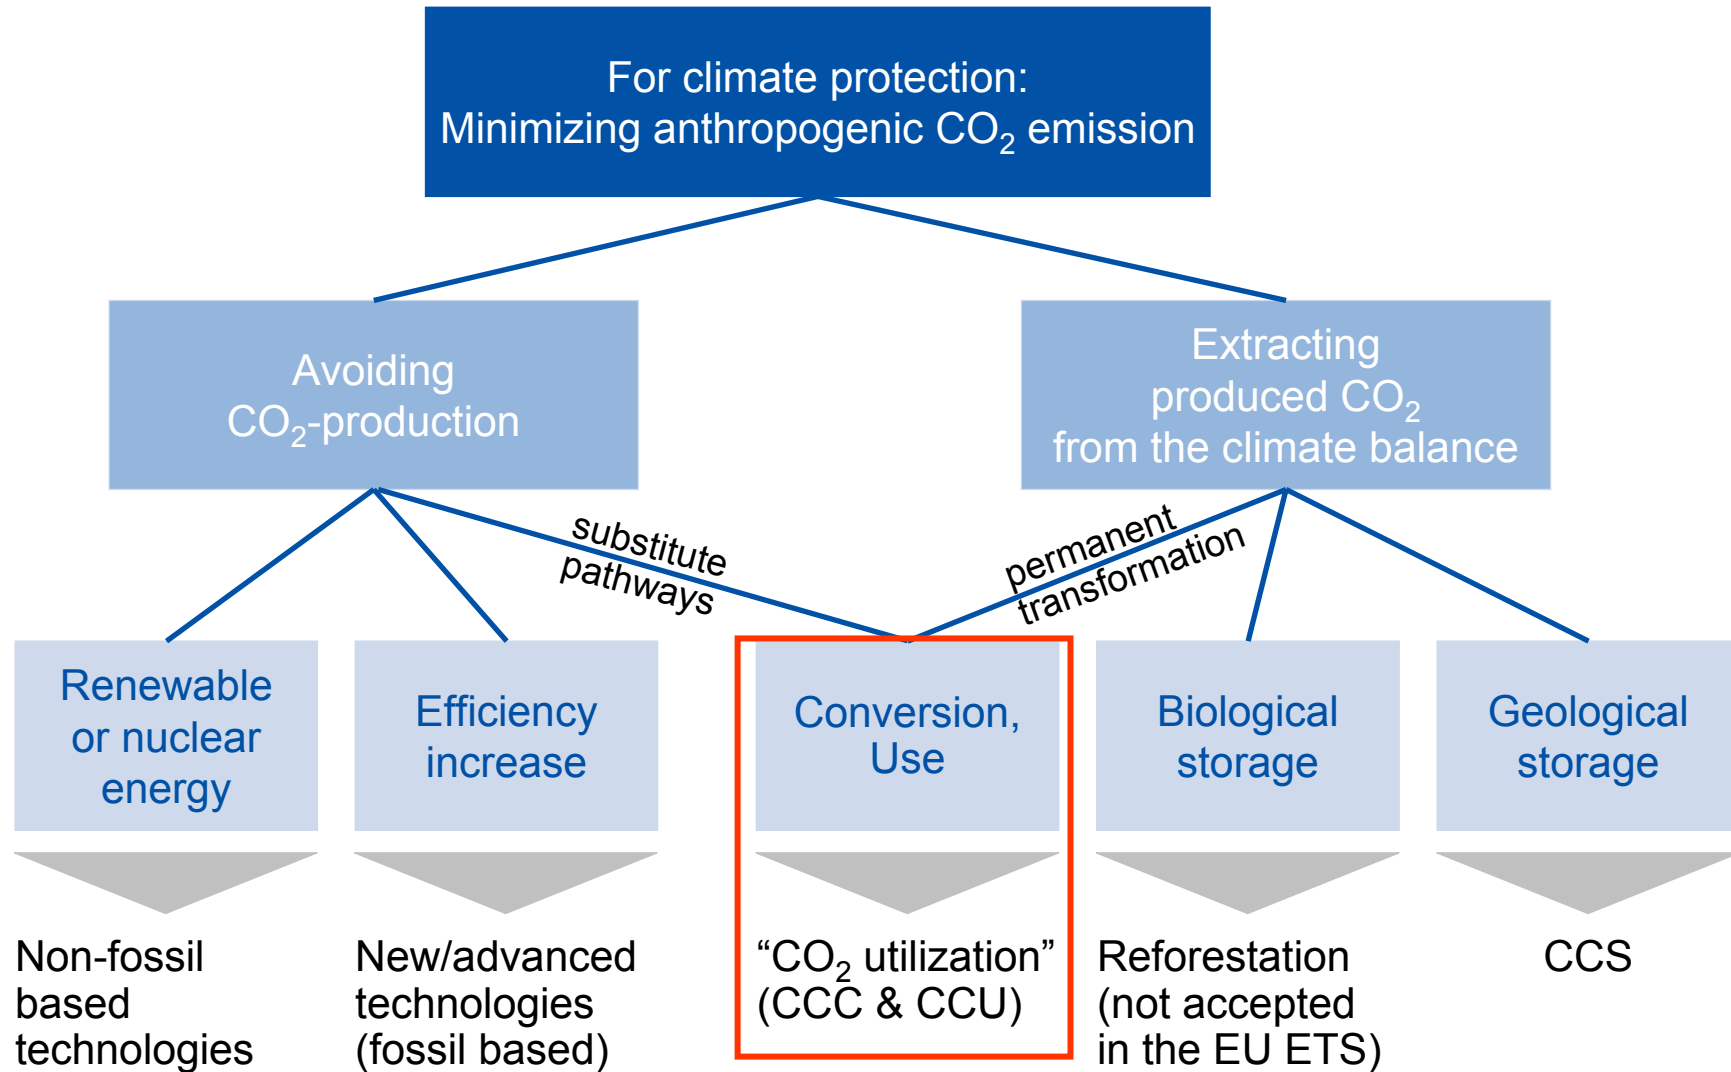 For climate protection:
Minimizing anthropogenic CO₂ emission
Avoiding
CO₂-production
Extracting
produced CO₂
from the climate balance
substitute
pathways
permanent
transformation
Renewable
or nuclear
energy
Efficiency
increase
Conversion,
Use
Biological
storage
Geological
storage
Non-fossil
based
technologies
New/advanced
technologies
(fossil based)
“CO₂ utilization”
(CCC & CCU)
Reforestation
(not accepted
in the EU ETS)
CCS